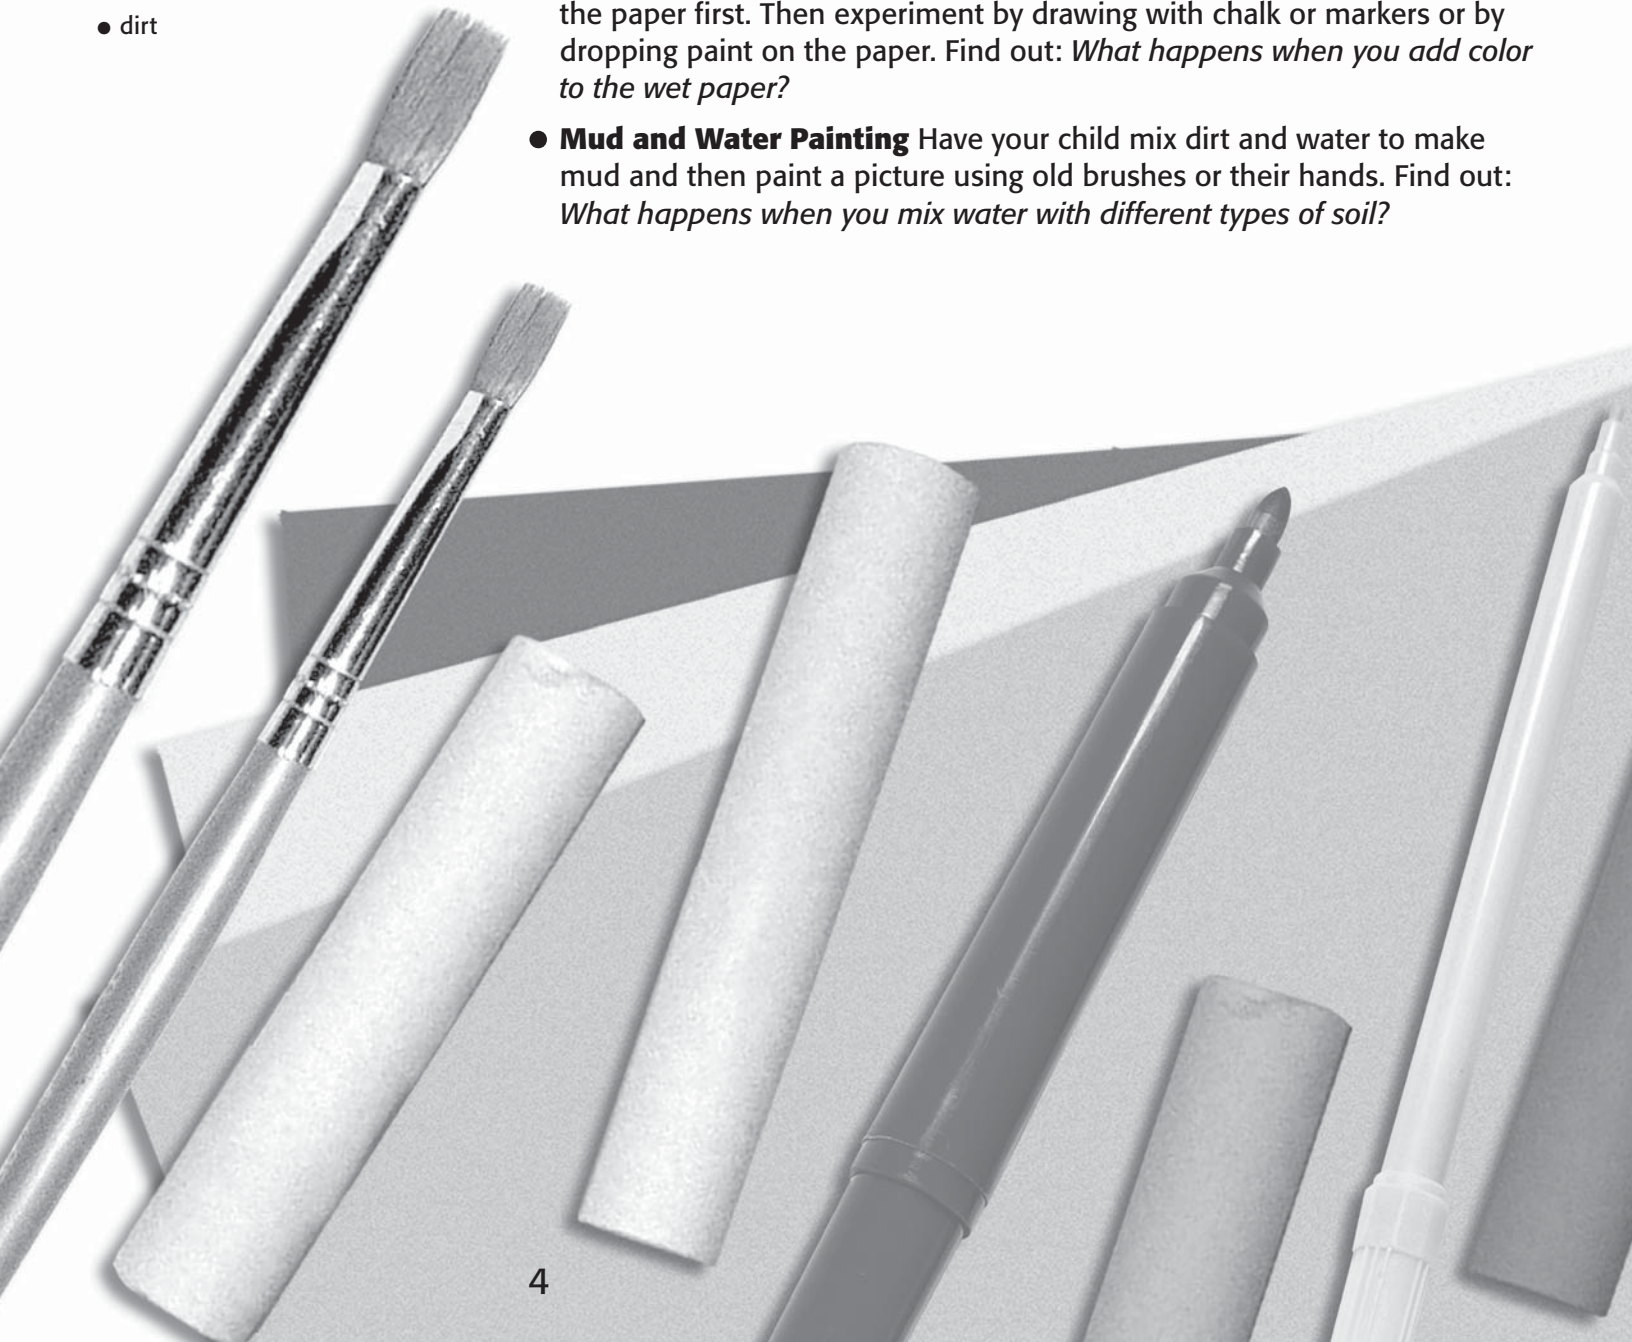 ● dirt
the paper first. Then experiment by drawing with chalk or markers or by
dropping paint on the paper. Find out: What happens when you add color
to the wet paper?
● Mud and Water Painting Have your child mix dirt and water to make
mud and then paint a picture using old brushes or their hands. Find out:
What happens when you mix water with different types of soil?
4